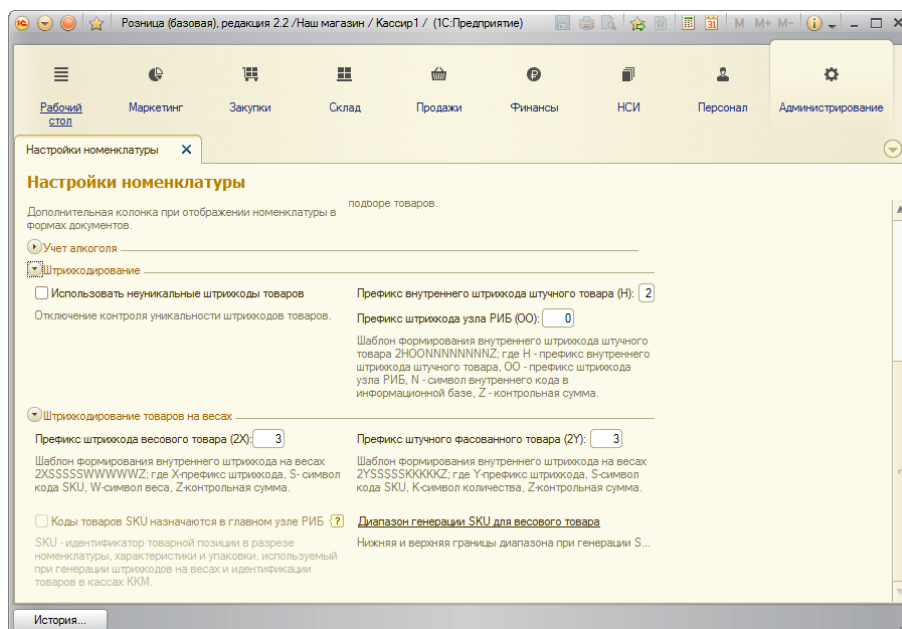 Розница (базовая), редакция 2.2 /Наш магазин / Кассир1 / (1С:Предприятие)
M M+ M-
Рабочий стол
Маркетинг
Закупки
Склад
Продажи
Финансы
НСИ
Персонал
Администрирование
Настройки номенклатуры
Настройки номенклатуры
подборе товаров.
Дополнительная колонка при отображении номенклатуры в
формах документов.
Учет алкоголя
Штрихкодирование
Использовать неуникальные штрихкоды товаров
Отключение контроля уникальности штрихкодов товаров.
Префикс внутреннего штрихкода штучного товара (Н): 2
Префикс штрихкода узла РИБ (ОО): 0
Шаблон формирования внутреннего штрихкода штучного
товара 2НООNNNNNNNNZ; где Н - префикс внутреннего
штрихкода штучного товара, ОО - префикс штрихкода
узла РИБ, N - символ внутреннего кода в
информационной базе, Z - контрольная сумма.
Штрихкодирование товаров на весах
Префикс штрихкода весового товара (2X): 3
Шаблон формирования внутреннего штрихкода на весах
2XSSSSSWWWWWZ; где X-префикс штрихкода, S- символ
кода SKU, W-символ веса, Z-контрольная сумма.
Префикс штучного фасованного товара (2Y): 3
Шаблон формирования внутреннего штрихкода на весах
2YSSSSSKKKKKZ; где Y-префикс штрихкода, S-символ
кода SKU, K-символ количества, Z-контрольная сумма.
Коды товаров SKU назначаются в главном узле РИБ ?
SKU - идентификатор товарной позиции в разрезе
номенклатуры, характеристики и упаковки, используемый
при генерации штрихкодов на весах и идентификации
товаров в кассах ККМ.
Диапазон генерации SKU для весового товара
Нижняя и верхняя границы диапазона при генерации S...
История...